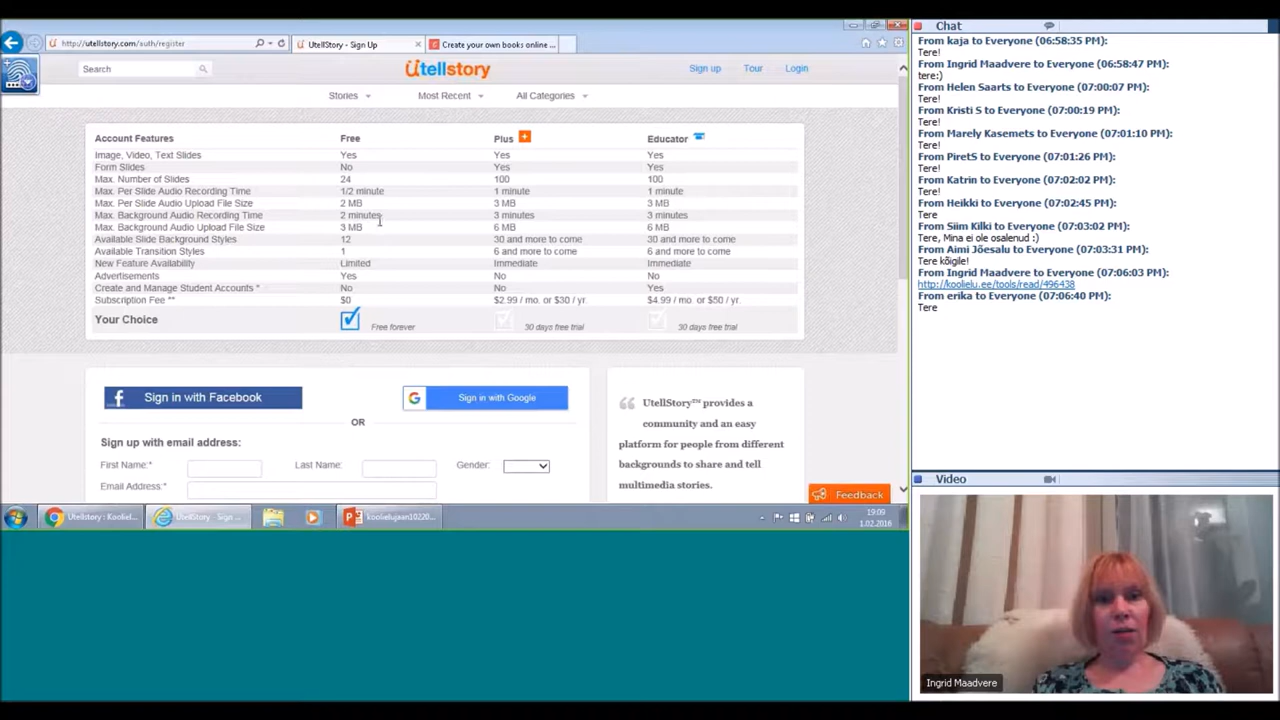 http://utellstory.com/auth/register
UtellStory - Sign Up
Create your own books online ...
Search
Ütellstory
Sign up
Tour
Login
Stories
Most Recent
All Categories
Account Features Free Plus Educator
Image, Video, Text Slides Yes Yes Yes
Form Slides No Yes Yes
Max. Number of Slides 24 100 100
Max. Per Slide Audio Recording Time 1/2 minute 1 minute 1 minute
Max. Per Slide Audio Upload File Size 2 MB 3 MB 3 MB
Max. Background Audio Recording Time 2 minutes 3 minutes 3 minutes
Max. Background Audio Upload File Size 3 MB 6 MB 6 MB
Available Slide Background Styles 12 30 and more to come 30 and more to come
Available Transition Styles 1 6 and more to come 6 and more to come
New Feature Availability Limited Immediate Immediate
Advertisements Yes No No
Create and Manage Student Accounts * No No Yes
Subscription Fee ** $0 $2.99 / mo. or $30 / yr. $4.99 / mo. or $50 / yr.
Your Choice Free forever 30 days free trial 30 days free trial
Sign in with Facebook
Sign in with Google
OR
Sign up with email address:
First Name:* Last Name: Gender:
Email Address:*
UtellStory™ provides a
community and an easy
platform for people from different
backgrounds to share and tell
multimedia stories.
Feedback
Utellstory : Kooliel...
UtellStory - Sign ...
koolielujaan10220...
19:09
1.02.2016
Chat
From kaja to Everyone (06:58:35 PM):
Tere!
From Ingrid Maadvere to Everyone (06:58:47 PM):
tere:)
From Helen Saarts to Everyone (07:00:07 PM):
Tere!
From Kristi S to Everyone (07:00:19 PM):
Tere!
From Marely Kasemets to Everyone (07:01:10 PM):
Tere!
From PiretS to Everyone (07:01:26 PM):
Tere!
From Katrin to Everyone (07:02:02 PM):
Tere!
From Heikki to Everyone (07:02:45 PM):
Tere
From Siim Kilki to Everyone (07:03:02 PM):
Tere, Mina ei ole osalenud :)
From Aimi Jõesalu to Everyone (07:03:31 PM):
Tere kõigile!
From Ingrid Maadvere to Everyone (07:06:03 PM):
http://koolielu.ee/tools/read/496438
From erika to Everyone (07:06:40 PM):
Tere
Video
Ingrid Maadvere